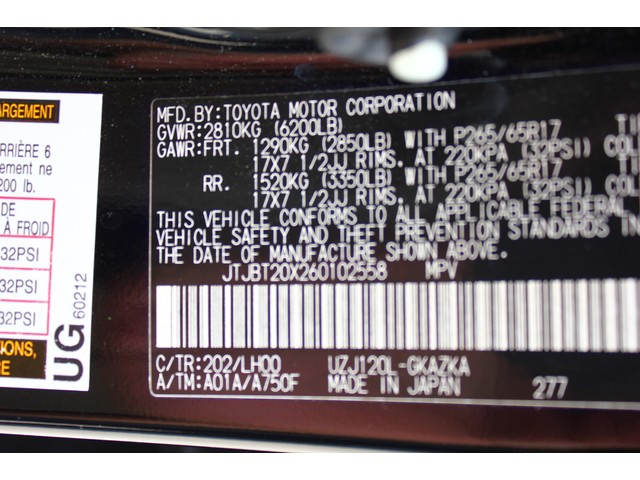 ARGEMENT
ARRIÈRE 6
ement ne
200 lb.
DE
À FROID
32PSI
32PSI
32PSI
UG 60212
IONS,
RE
MFD. BY: TOYOTA MOTOR CORPORATION
GVWR: 2810KG (6200LB)
GAWR: FRT. 1290KG (2850LB) WITH P265/65R17
17X7 1/2JJ RIMS. AT 220KPA (32PSI) COL
RR. 1520KG (3350LB) WITH P265/65R17
17X7 1/2JJ RIMS. AT 220KPA (32PSI)
THIS VEHICLE CONFORMS TO ALL APPLICABLE FEDERAL
VEHICLE SAFETY AND THEFT PREVENTION STANDARDS IN
THE DATE OF MANUFACTURE SHOWN ABOVE.
JTJBT20X260102558 MPV
C/TR: 202/LH00 UZJ120L-GKAZKA
A/TM: A01A/A750F MADE IN JAPAN 277